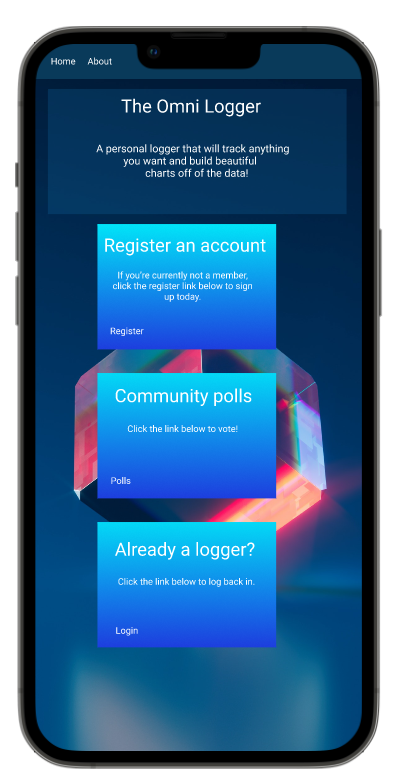 Home About
The Omni Logger
A personal logger that will track anything
you want and build beautiful
charts off of the data!
Register an account
If you're currently not a member,
click the register link below to sign
up today.
Register
Community polls
Click the link below to vote!
Polls
Already a logger?
Click the link below to log back in.
Login